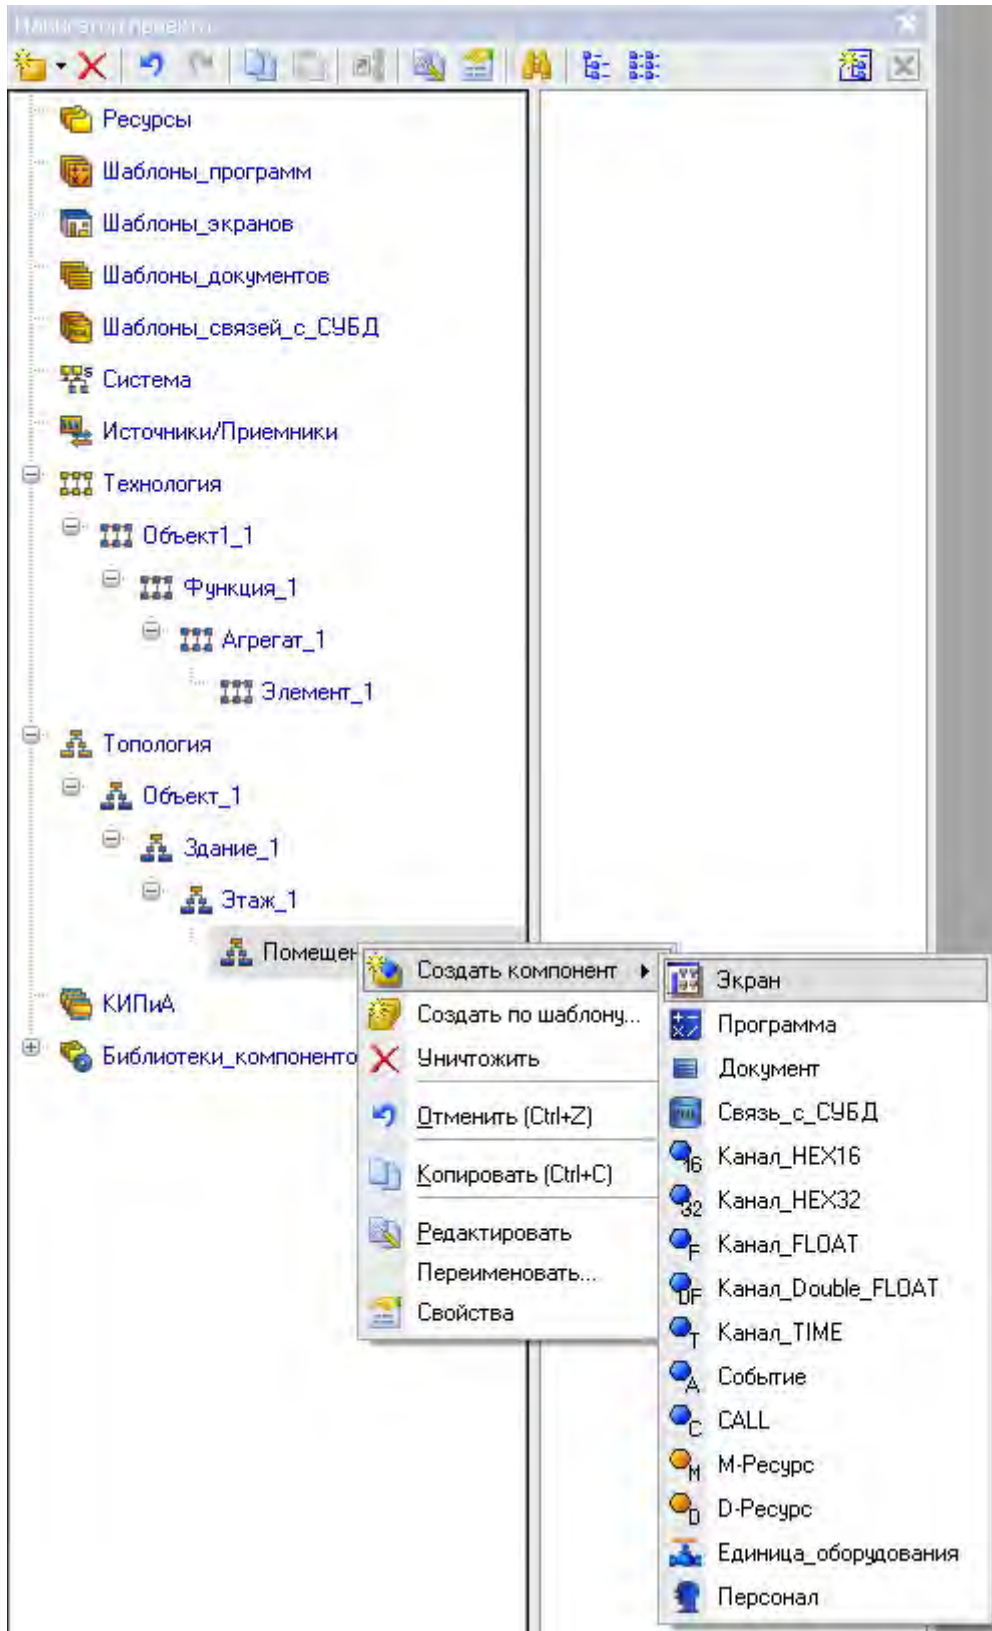 Навигатор проекта
Ресурсы
Шаблоны_программ
Шаблоны_экранов
Шаблоны_документов
Шаблоны_связей_с_СУБД
Система
Источники/Приемники
Технология
Объект1_1
Функция_1
Агрегат_1
Элемент_1
Топология
Объект_1
Здание_1
Этаж_1
Помещен
КИПиА
Библиотеки_компоненто
Создать компонент
Создать по шаблону...
Уничтожить
Отменить (Ctrl+Z)
Копировать (Ctrl+C)
Редактировать
Переименовать...
Свойства
Экран
Программа
Документ
Связь_с_СУБД
Канал_HEX16
Канал_HEX32
Канал_FLOAT
Канал_Double_FLOAT
Канал_TIME
Событие
CALL
М-Ресурс
D-Ресурс
Единица_оборудования
Персонал